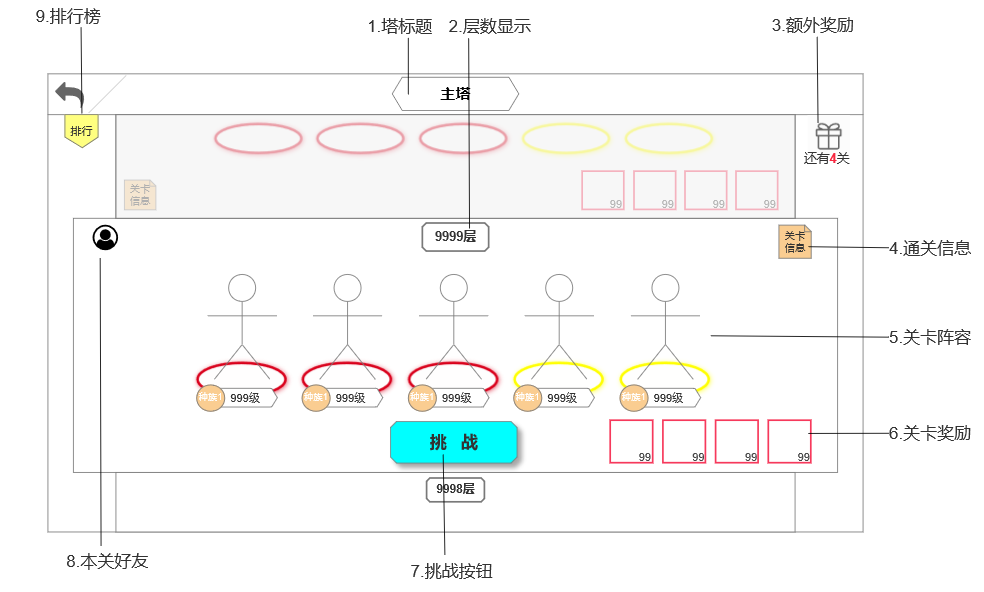 9.排行榜
1.塔标题
2.层数显示
3.额外奖励
主塔
排行
还有4关
关卡
信息
99
99
99
99
9999层
关卡
信息
4.通关信息
5.关卡阵容
种族1
999级
种族1
999级
种族1
999级
种族1
999级
种族1
999级
挑 战
99
99
99
99
6.关卡奖励
9998层
8.本关好友
7.挑战按钮